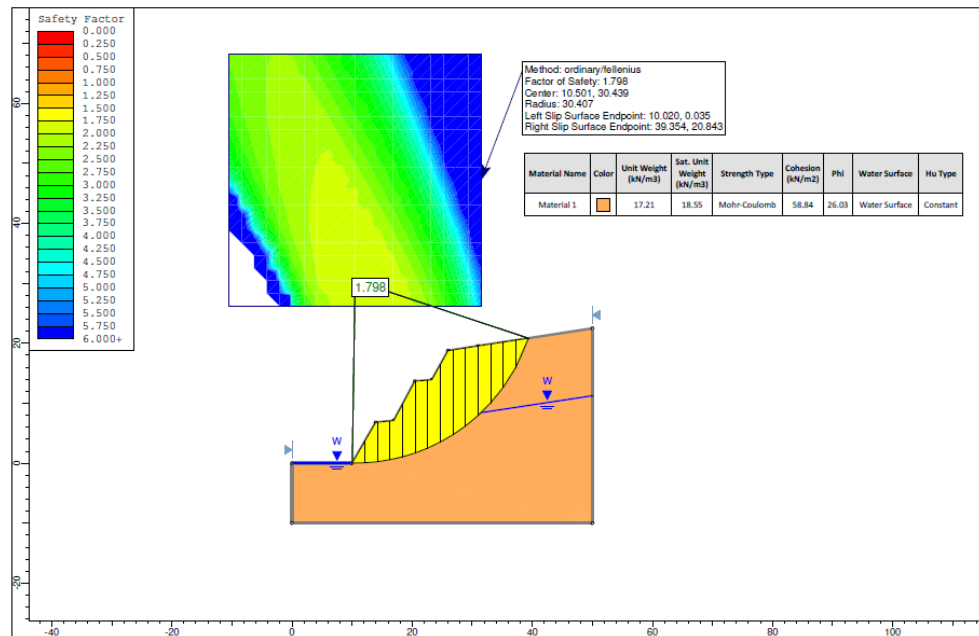 Safety Factor
0.000
0.250
0.500
0.750
1.000
1.250
1.500
1.750
2.000
2.250
2.500
2.750
3.000
3.250
3.500
3.750
4.000
4.250
4.500
4.750
5.000
5.250
5.500
5.750
6.000+
Method: ordinary/fellenius
Factor of Safety: 1.798
Center: 10.501, 30.439
Radius: 30.407
Left Slip Surface Endpoint: 10.020, 0.035
Right Slip Surface Endpoint: 39.354, 20.843
Material Name Color Unit Weight (kN/m3) Sat. Unit Weight (kN/m3) Strength Type Cohesion (kN/m2) Phi Water Surface Hu Type
Material 1 17.21 18.55 Mohr-Coulomb 58.84 26.03 Water Surface Constant
1.798
W
W
60
40
20
0
-20
-40 -20 0 20 40 60 80 100